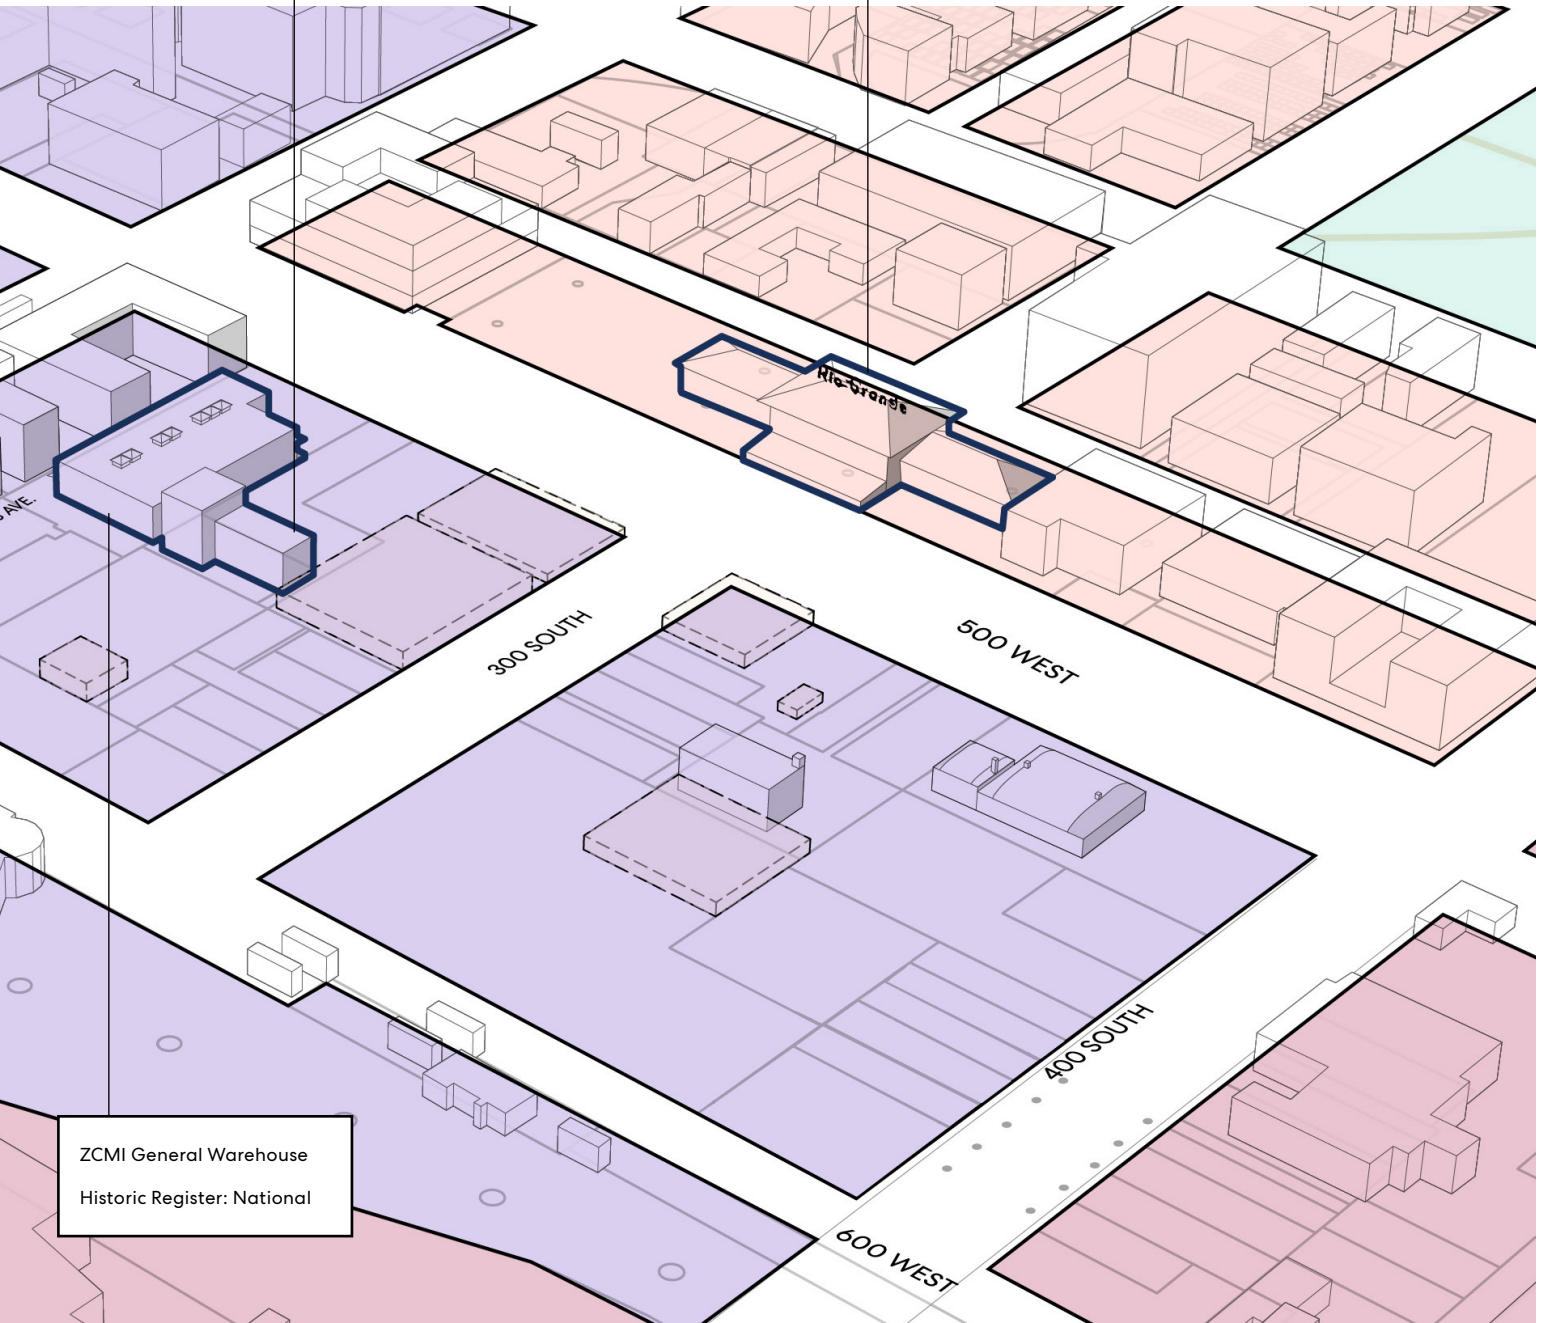 Rio Grande
AVE.
300 SOUTH
500 WEST
400 SOUTH
ZCMI General Warehouse
Historic Register: National
600 WEST